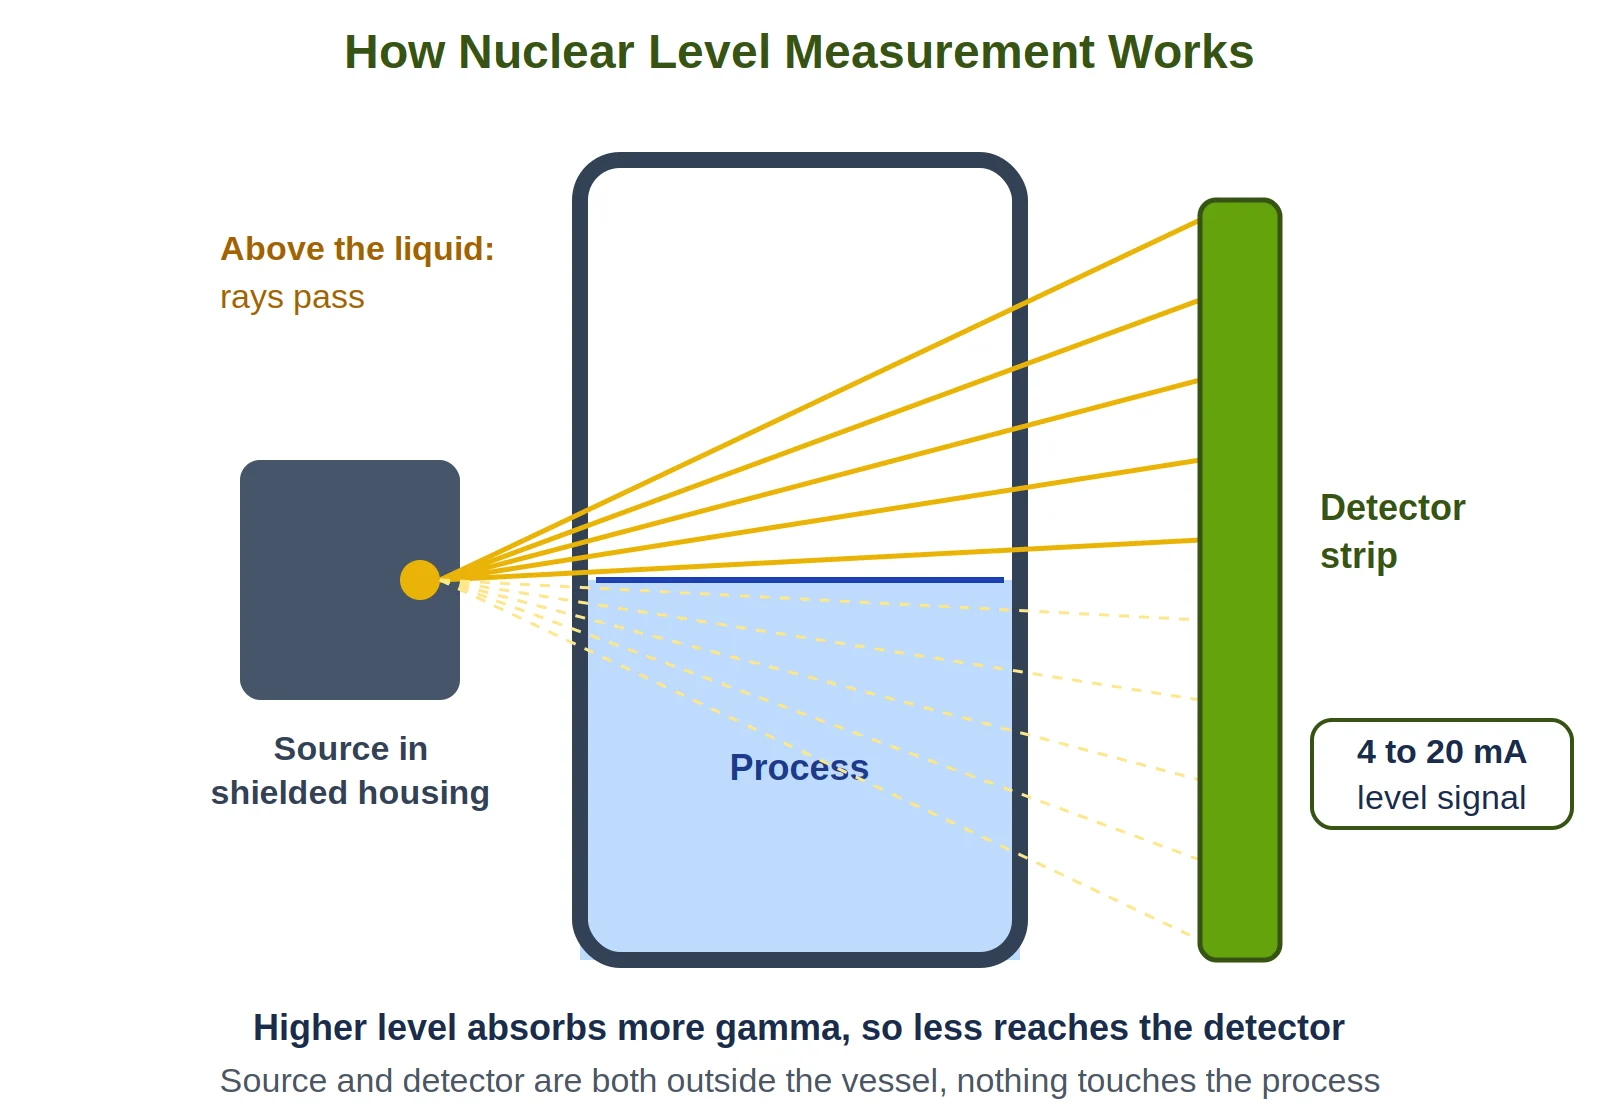 How Nuclear Level Measurement Works
Above the liquid:
rays pass
Detector
strip
Source in
shielded housing
Process
4 to 20 mA
level signal
Higher level absorbs more gamma, so less reaches the detector
Source and detector are both outside the vessel, nothing touches the process